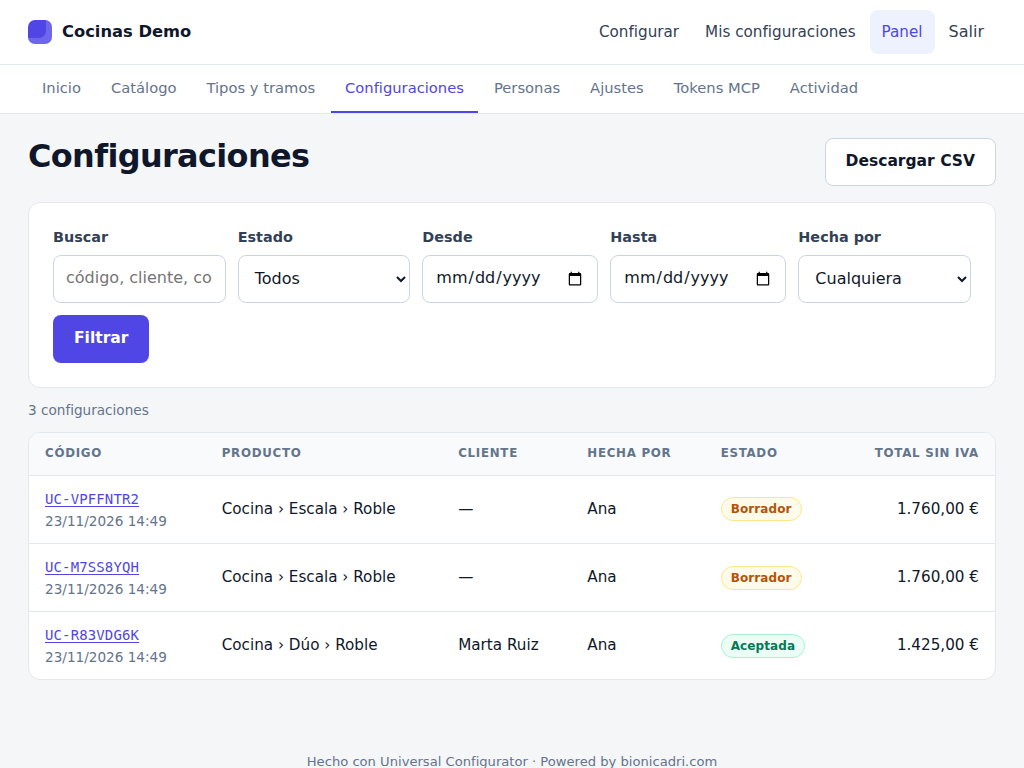 Cocinas Demo
Configurar Mis configuraciones Panel Salir
Inicio Catálogo Tipos y tramos Configuraciones Personas Ajustes Tokens MCP Actividad
Configuraciones
Descargar CSV
Buscar Estado Desde Hasta Hecha por
código, cliente, co Todos mm/dd/yyyy mm/dd/yyyy Cualquiera
Filtrar
3 configuraciones
CÓDIGO PRODUCTO CLIENTE HECHA POR ESTADO TOTAL SIN IVA
UC-VPFFNTR2
23/11/2026 14:49
Cocina › Escala › Roble — Ana Borrador 1.760,00 €
UC-M7SS8YQH
23/11/2026 14:49
Cocina › Escala › Roble — Ana Borrador 1.760,00 €
UC-R83VDG6K
23/11/2026 14:49
Cocina › Dúo › Roble Marta Ruiz Ana Aceptada 1.425,00 €
Hecho con Universal Configurator · Powered by bionicadri.com